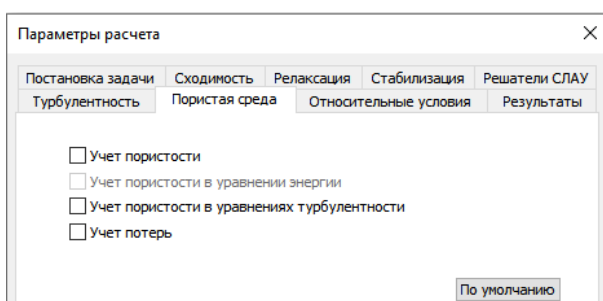 Параметры расчета
Постановка задачи Сходимость Релаксация Стабилизация Решатели СЛАУ
Турбулентность Пористая среда Относительные условия Результаты
Учет пористости
Учет пористости в уравнении энергии
Учет пористости в уравнениях турбулентности
Учет потерь
По умолчанию